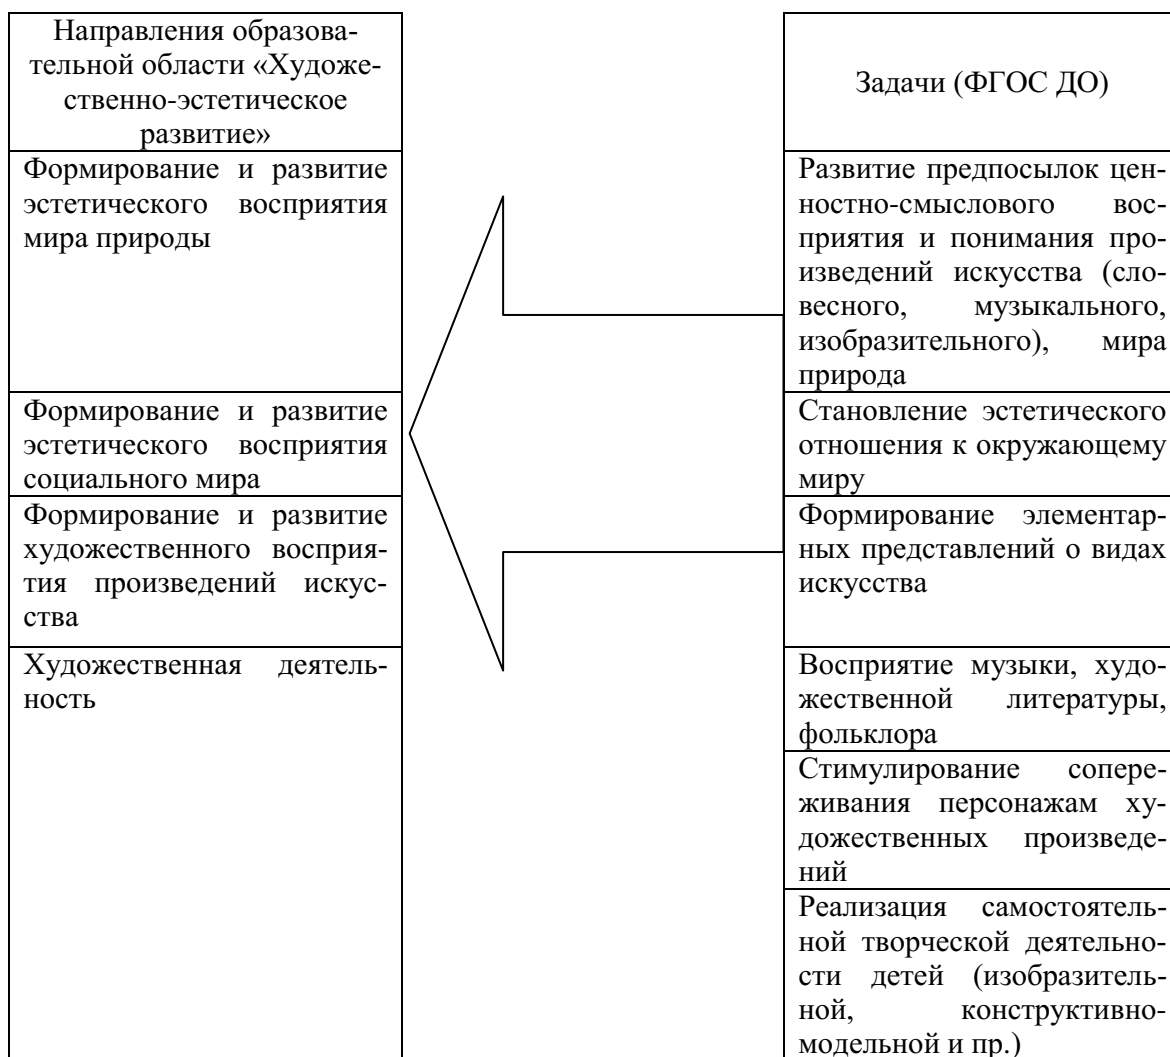 Направления образова-
тельной области «Художе-
ственно-эстетическое
развитие»
Формирование и развитие
эстетического восприятия
мира природы
Формирование и развитие
эстетического восприятия
социального мира
Формирование и развитие
художественного восприя-
тия произведений искус-
ства
Художественная деятель-
ность
Задачи (ФГОС ДО)
Развитие предпосылок цен-
ностно-смыслового вос-
приятия и понимания про-
изведений искусства (сло-
весного, музыкального,
изобразительного), мира
природа
Становление эстетического
отношения к окружающему
миру
Формирование элементар-
ных представлений о видах
искусства
Восприятие музыки, худо-
жественной литературы,
фольклора
Стимулирование сопере-
живания персонажам ху-
дожественных произведе-
ний
Реализация самостоятель-
ной творческой деятельно-
сти детей (изобразитель-
ной, конструктивно-
модельной и пр.)